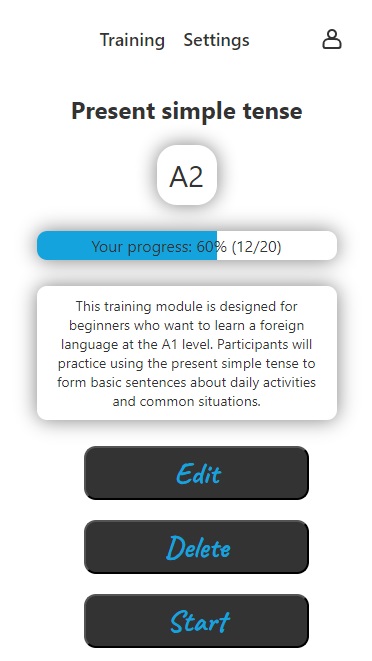 Training Settings
Present simple tense
A2
Your progress: 60% (12/20)
This training module is designed for
beginners who want to learn a foreign
language at the A1 level. Participants will
practice using the present simple tense to
form basic sentences about daily activities
and common situations.
Edit
Delete
Start